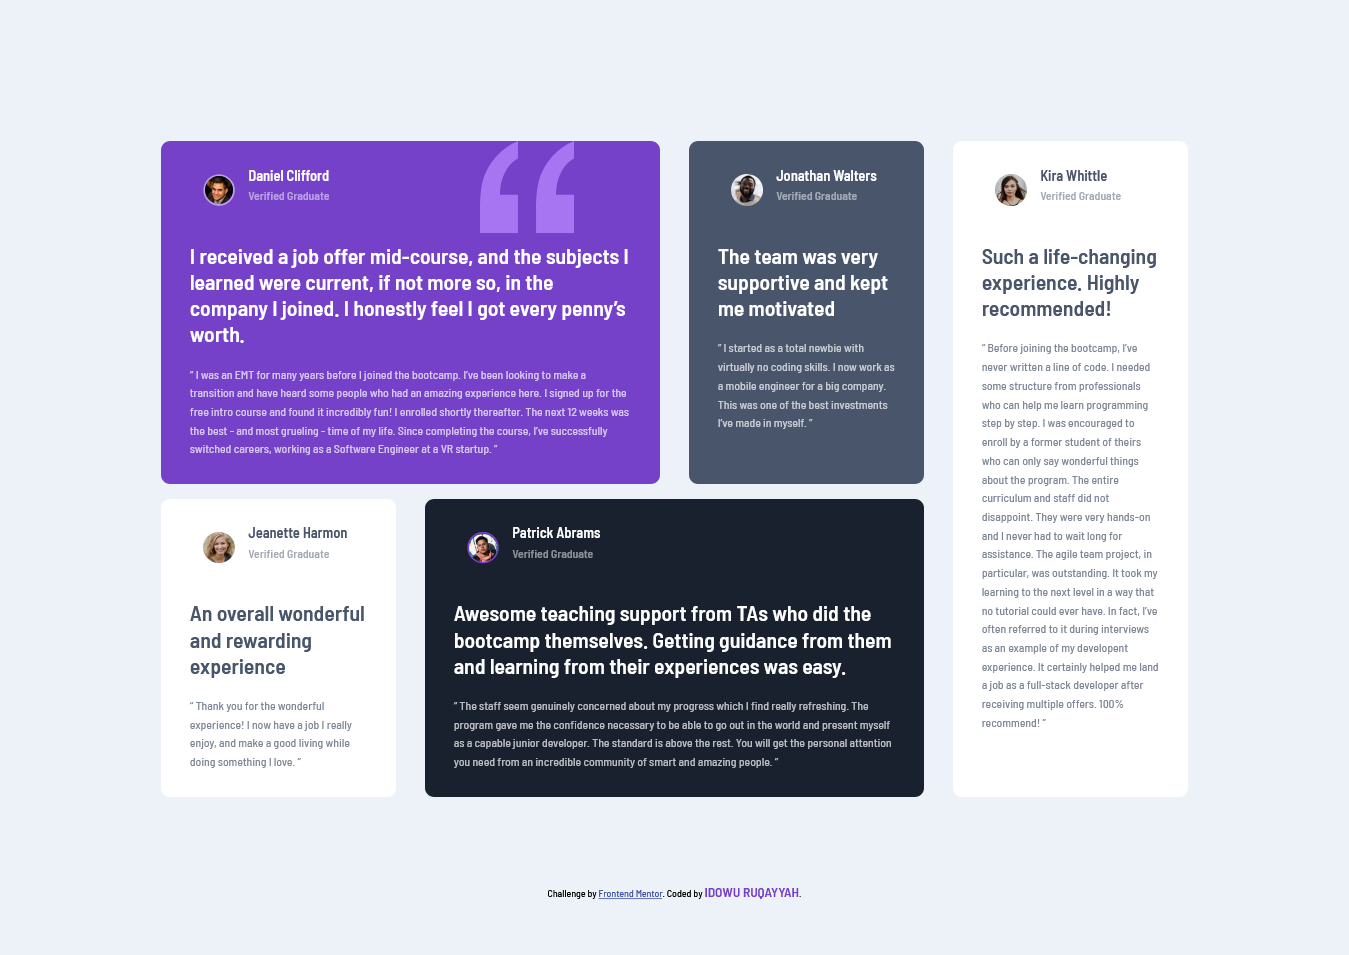 Daniel Clifford
Verified Graduate
I received a job offer mid-course, and the subjects I
learned were current, if not more so, in the
company I joined. I honestly feel I got every penny’s
worth.
“ I was an EMT for many years before I joined the bootcamp. I’ve been looking to make a
transition and have heard some people who had an amazing experience here. I signed up for the
free intro course and found it incredibly fun! I enrolled shortly thereafter. The next 12 weeks was
the best - and most grueling - time of my life. Since completing the course, I’ve successfully
switched careers, working as a Software Engineer at a VR startup. ”
Jonathan Walters
Verified Graduate
The team was very
supportive and kept
me motivated
“ I started as a total newbie with
virtually no coding skills. I now work as
a mobile engineer for a big company.
This was one of the best investments
I’ve made in myself. ”
Kira Whittle
Verified Graduate
Such a life-changing
experience. Highly
recommended!
“ Before joining the bootcamp, I’ve
never written a line of code. I needed
some structure from professionals
who can help me learn programming
step by step. I was encouraged to
enroll by a former student of theirs
who can only say wonderful things
about the program. The entire
curriculum and staff did not
disappoint. They were very hands-on
and I never had to wait long for
assistance. The agile team project, in
particular, was outstanding. It took my
learning to the next level in a way that
no tutorial could ever have. In fact, I’ve
often referred to it during interviews
as an example of my developent
experience. It certainly helped me land
a job as a full-stack developer after
receiving multiple offers. 100%
recommend! ”
Jeanette Harmon
Verified Graduate
An overall wonderful
and rewarding
experience
“ Thank you for the wonderful
experience! I now have a job I really
enjoy, and make a good living while
doing something I love. ”
Patrick Abrams
Verified Graduate
Awesome teaching support from TAs who did the
bootcamp themselves. Getting guidance from them
and learning from their experiences was easy.
“ The staff seem genuinely concerned about my progress which I find really refreshing. The
program gave me the confidence necessary to be able to go out in the world and present myself
as a capable junior developer. The standard is above the rest. You will get the personal attention
you need from an incredible community of smart and amazing people. ”
Challenge by Frontend Mentor. Coded by IDOWU RUQAYYAH.